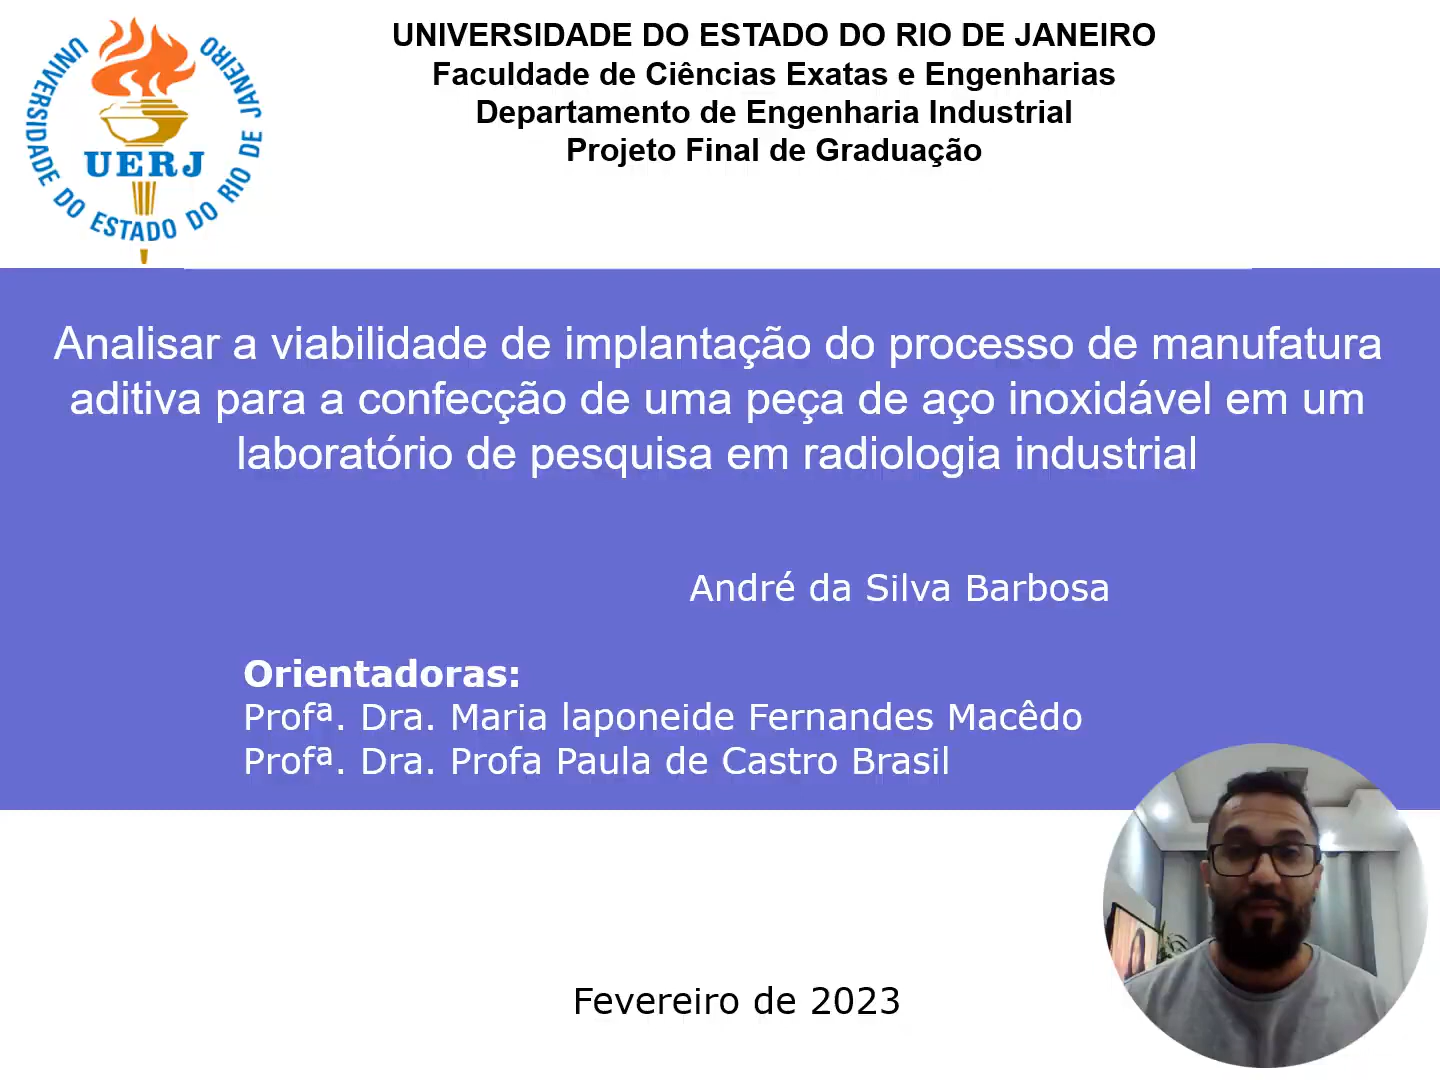 UNIVERSIDADE DO ESTADO DO RIO DE JANEIRO
UERJ
UNIVERSIDADE DO ESTADO DO RIO DE JANEIRO
Faculdade de Ciências Exatas e Engenharias
Departamento de Engenharia Industrial
Projeto Final de Graduação
Analisar a viabilidade de implantação do processo de manufatura
aditiva para a confecção de uma peça de aço inoxidável em um
laboratório de pesquisa em radiologia industrial
André da Silva Barbosa
Orientadoras:
Profª. Dra. Maria laponeide Fernandes Macêdo
Profª. Dra. Profa Paula de Castro Brasil
Fevereiro de 2023